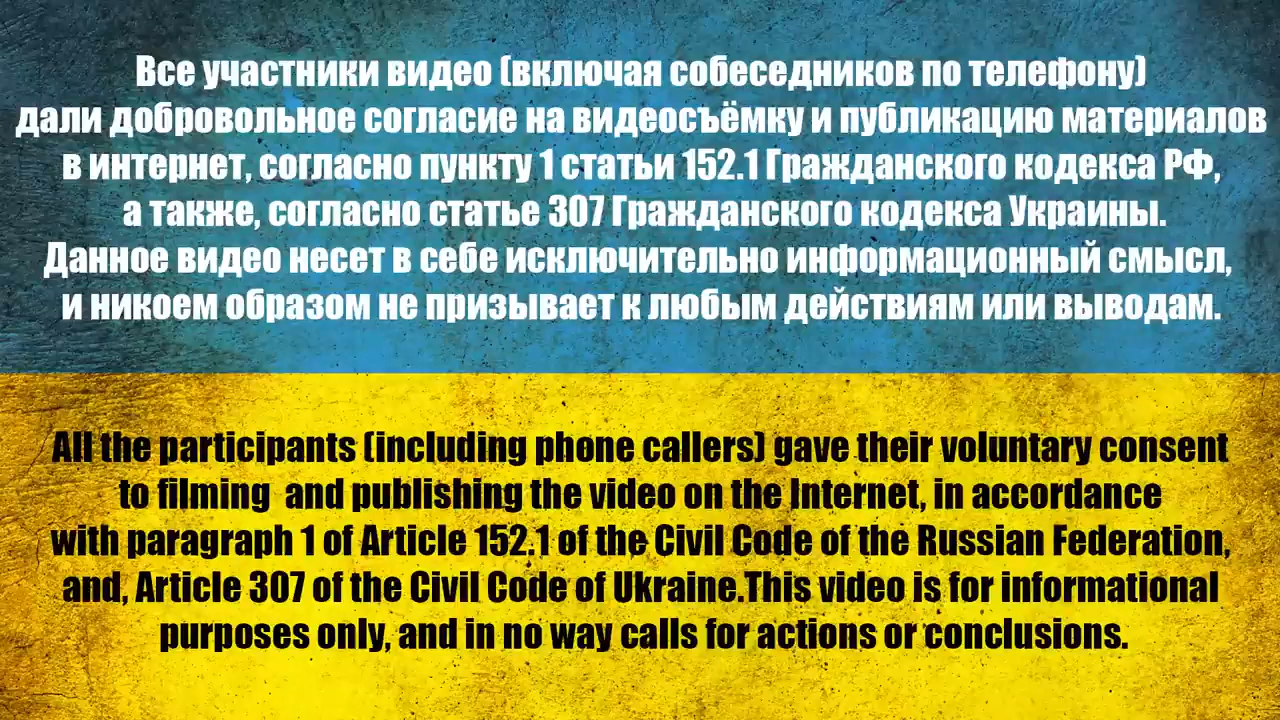 Все участники видео (включая собеседников по телефону)
дали добровольное согласие на видеосъёмку и публикацию материалов
в интернет, согласно пункту 1 статьи 152.1 Гражданского кодекса РФ,
а также, согласно статье 307 Гражданского кодекса Украины.
Данное видео несет в себе исключительно информационный смысл,
и никоем образом не призывает к любым действиям или выводам.
All the participants (including phone callers) gave their voluntary consent
to filming  and publishing the video on the Internet, in accordance
with paragraph 1 of Article 152.1 of the Civil Code of the Russian Federation,
and, Article 307 of the Civil Code of Ukraine.This video is for informational
purposes only, and in no way calls for actions or conclusions.